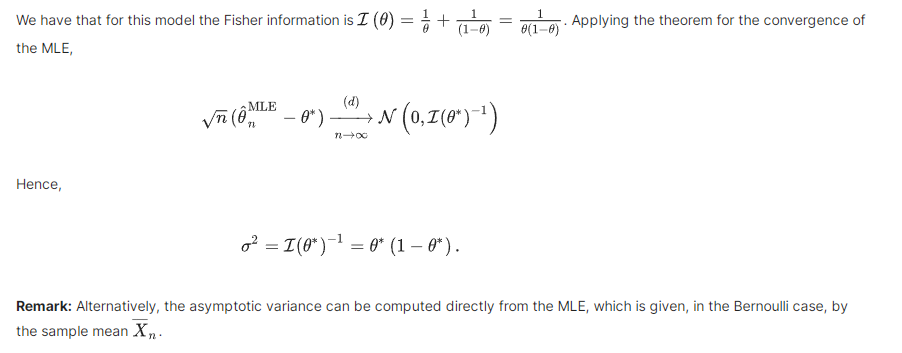 We have that for this model the Fisher information is $\mathcal{I}(\theta) = \frac{1}{\theta} + \frac{1}{(1-\theta)} = \frac{1}{\theta(1-\theta)}$. Applying the theorem for the convergence of
the MLE,
$\sqrt{n}(\hat{\theta}_n^{\text{MLE}} - \theta^*) \xrightarrow[n \to \infty]{(d)} \mathcal{N}\left(0, \mathcal{I}(\theta^*)^{-1}\right)$
Hence,
$\sigma^2 = \mathcal{I}(\theta^*)^{-1} = \theta^*(1 - \theta^*).$
Remark: Alternatively, the asymptotic variance can be computed directly from the MLE, which is given, in the Bernoulli case, by
the sample mean $\overline{X}_n$.